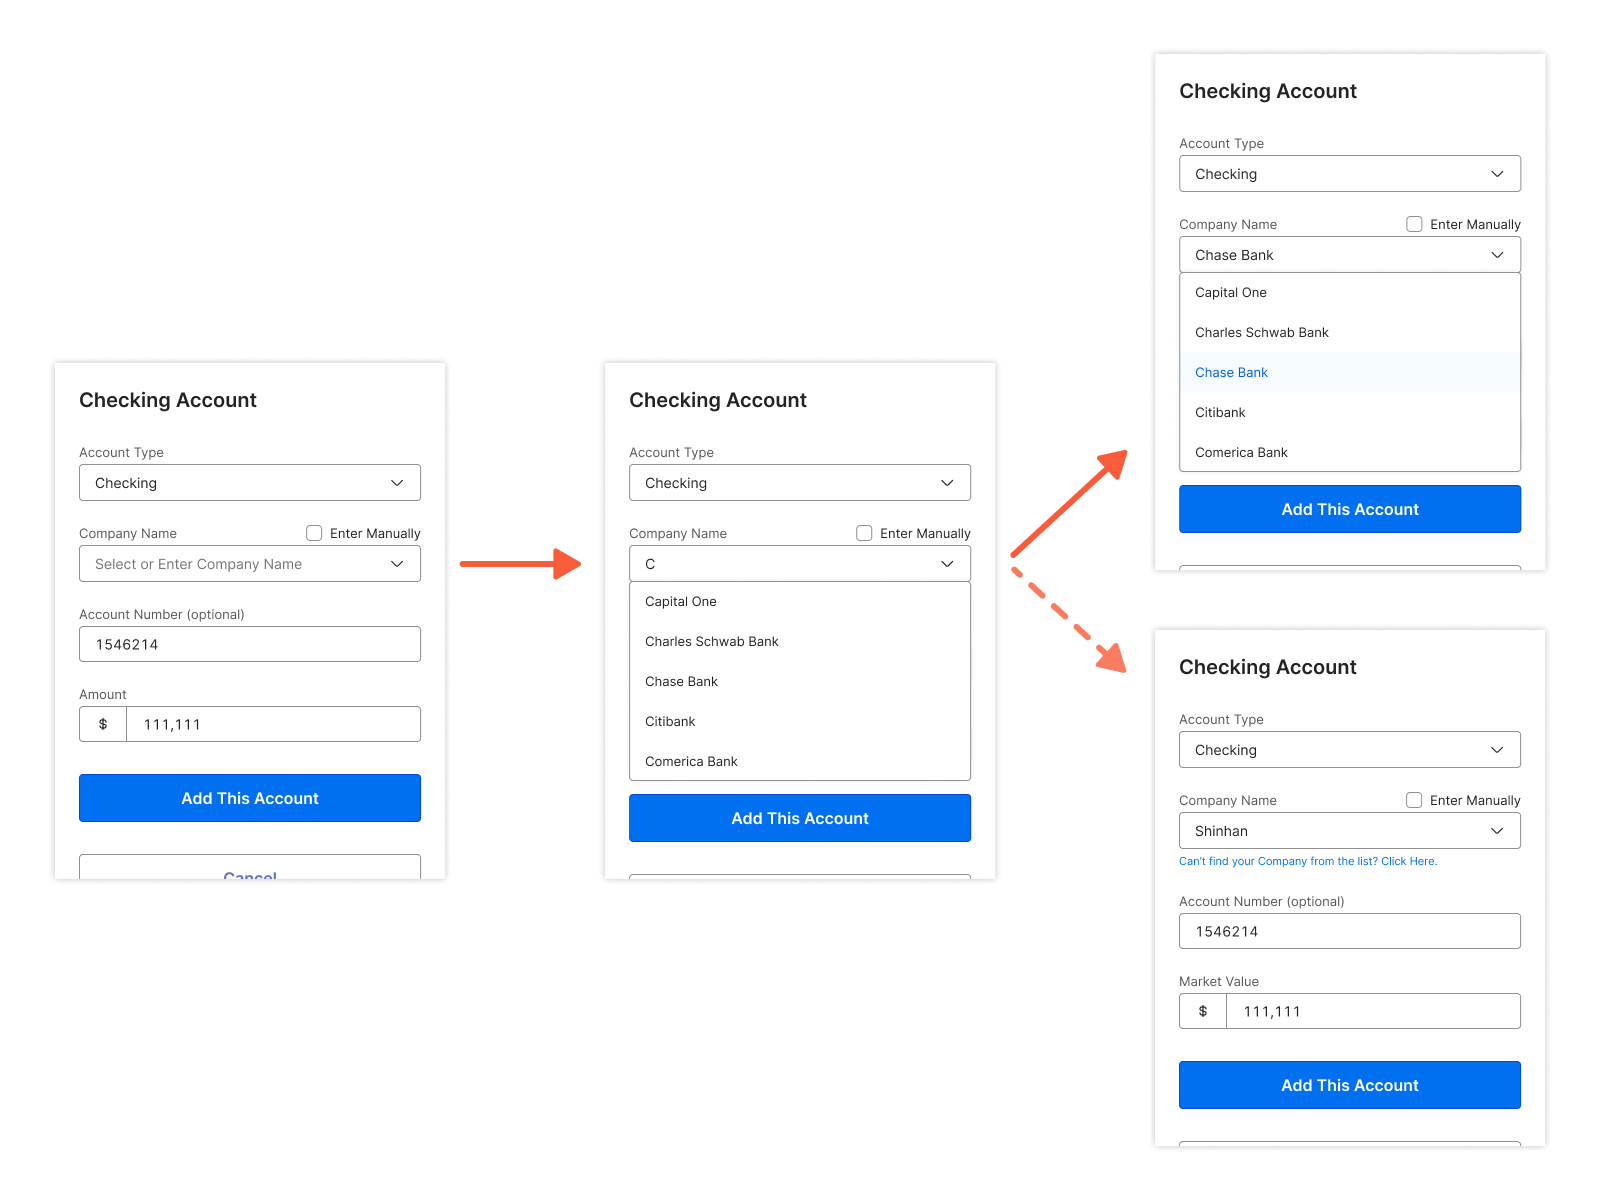 Checking Account
Account Type
Checking
Company Name
Enter Manually
Select or Enter Company Name
Account Number (optional)
1546214
Amount
$ 111,111
Add This Account
Cancel
Checking Account
Account Type
Checking
Company Name
Enter Manually
C
Capital One
Charles Schwab Bank
Chase Bank
Citibank
Comerica Bank
Add This Account
Checking Account
Account Type
Checking
Company Name
Enter Manually
Chase Bank
Capital One
Charles Schwab Bank
Chase Bank
Citibank
Comerica Bank
Add This Account
Checking Account
Account Type
Checking
Company Name
Enter Manually
Shinhan
Can't find your Company from the list? Click Here.
Account Number (optional)
1546214
Market Value
$ 111,111
Add This Account